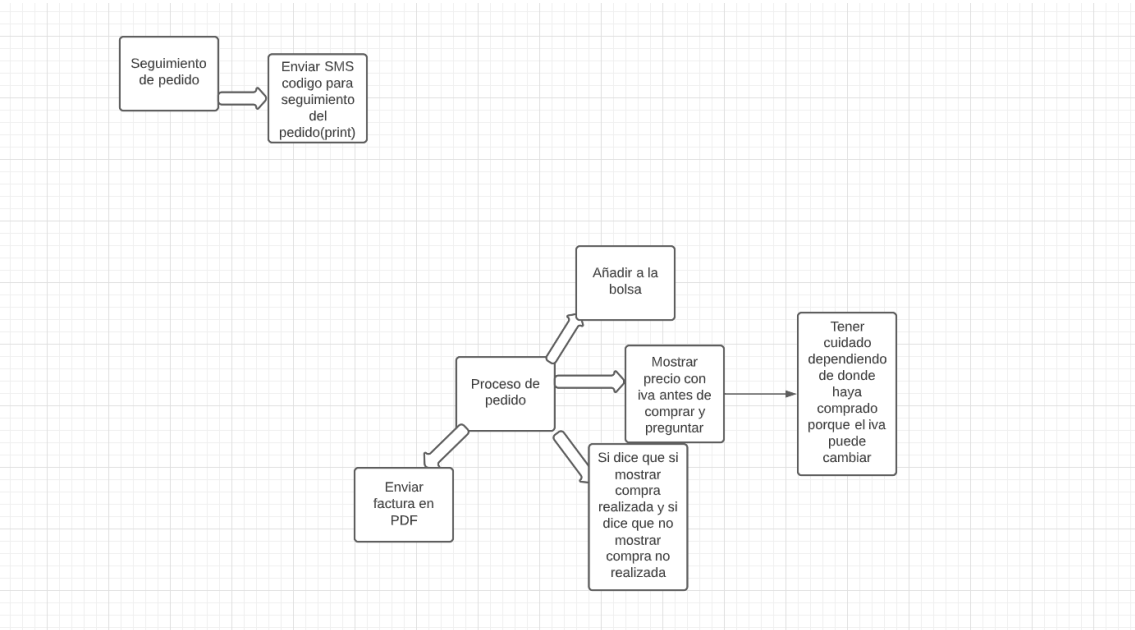 Seguimiento
de pedido
Enviar SMS
codigo para
seguimiento
del
pedido(print)
Añadir a la
bolsa
Proceso de
pedido
Mostrar
precio con
iva antes de
comprar y
preguntar
Tener
cuidado
dependiendo
de donde
haya
comprado
porque el iva
puede
cambiar
Si dice que si
mostrar
compra
realizada y si
dice que no
mostrar
compra no
realizada
Enviar
factura en
PDF